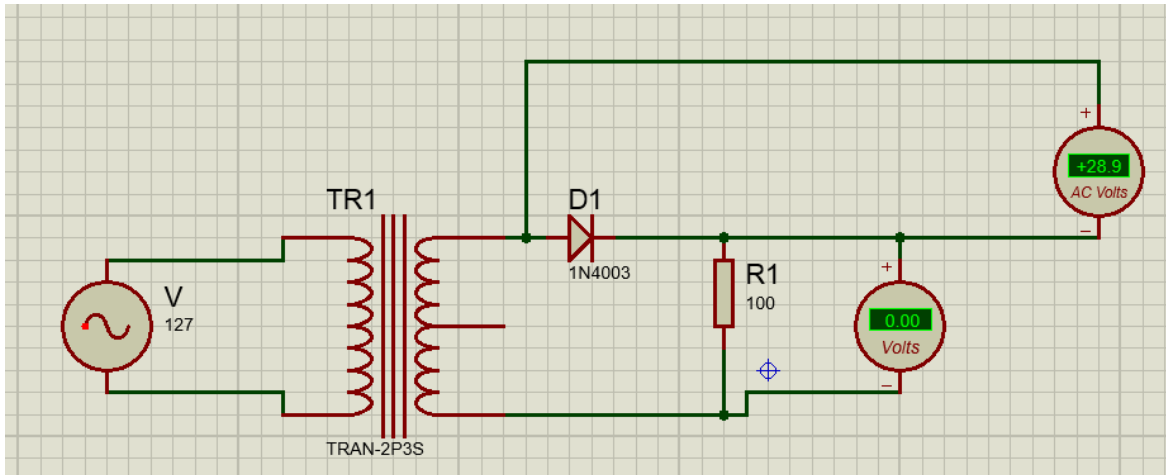 TR1
D1
+
+28.9
AC Volts
−
1N4003
V
127
R1
100
+
0.00
Volts
−
TRAN-2P3S